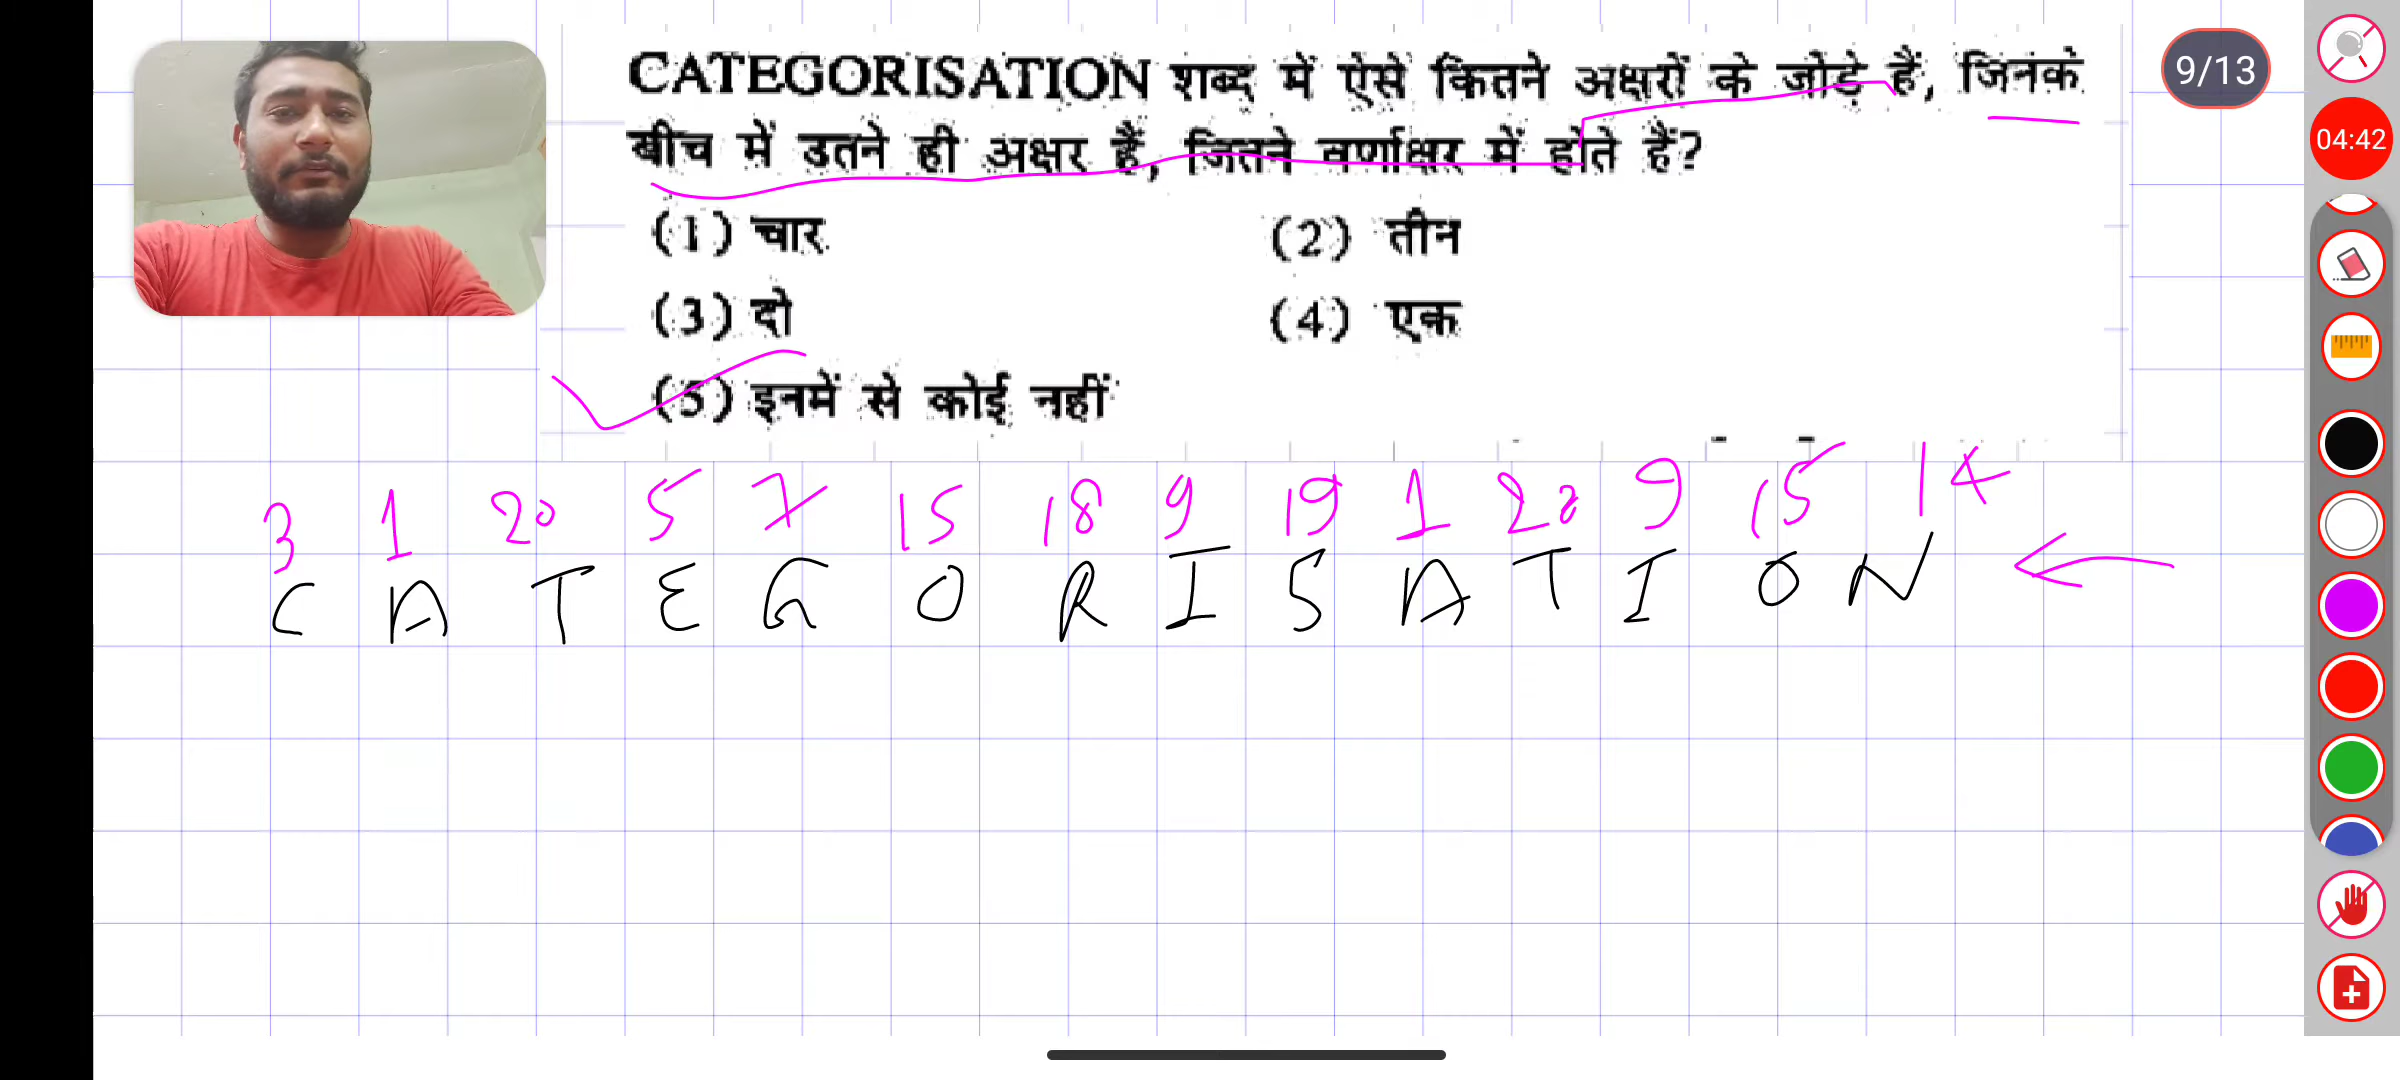 CATEGORISATION शब्द में ऐसे कितने अक्षरों के जोड़े हैं, जिनके
बीच में उतने ही अक्षर हैं, जितने वर्णाक्षर में होते हैं?
(1) चार
(2) तीन
(3) दो
(4) एक
(5) इनमें से कोई नहीं
3 1 20 5 7 15 18 9 19 1 20 9 15 14
C A T E G O R I S A T I O N
9/13
04:42